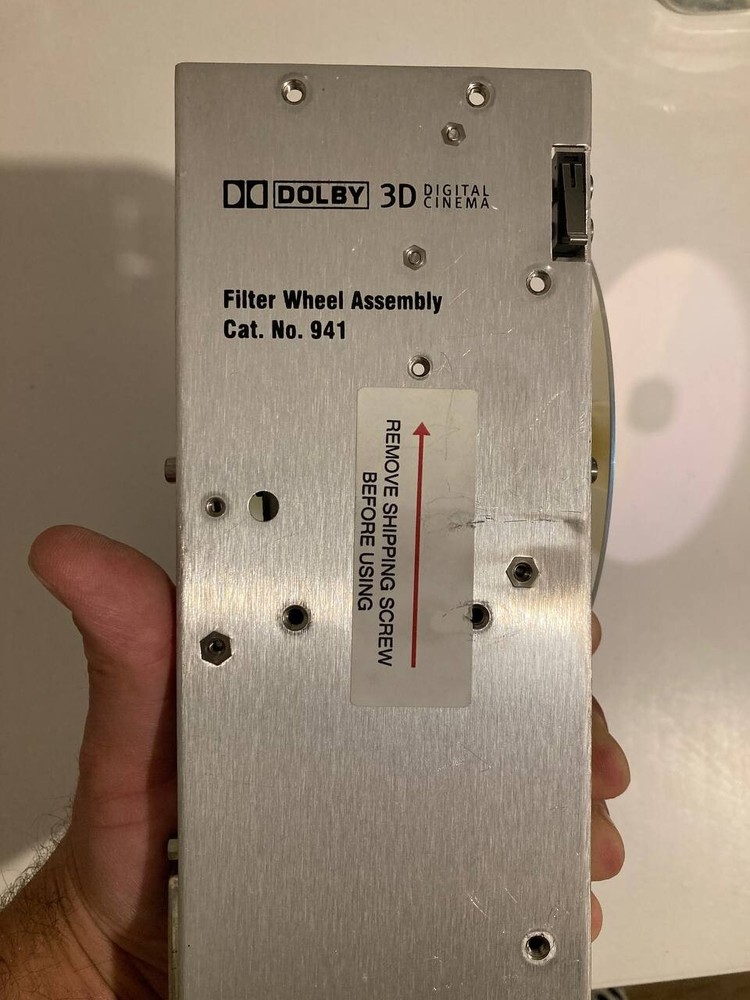 DOLBY 3D DIGITAL
CINEMA
Filter Wheel Assembly
Cat. No. 941
REMOVE SHIPPING SCREW
BEFORE USING